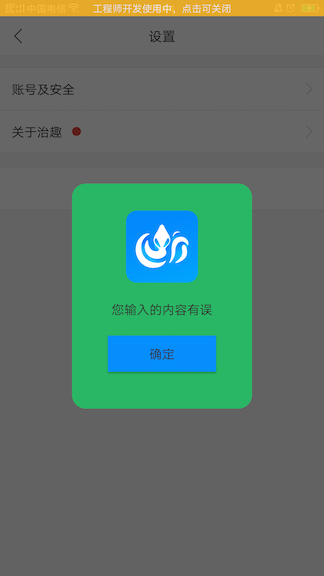 中国电信
工程师开发使用中，点击可关闭
设置
账号及安全
关于治趣
您输入的内容有误
确定